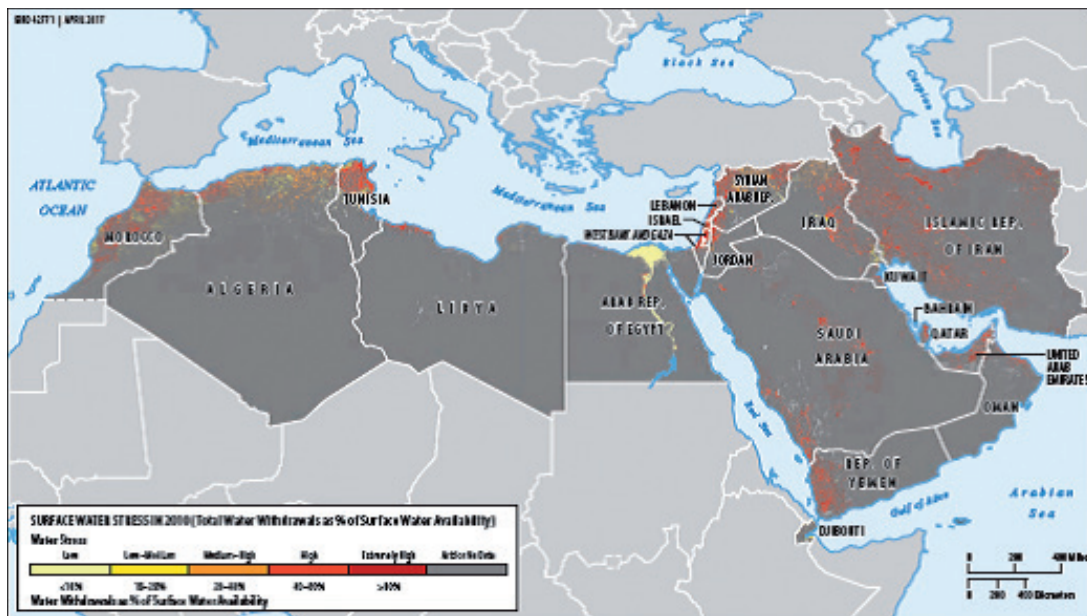 IBRD 42771 | APRIL 2017
Black Sea
Caspian Sea
Mediterranean Sea
ATLANTIC
OCEAN
TUNISIA
MOROCCO
Mediterranean Sea
SYRIAN
ARAB REP.
LEBANON
ISRAEL
WEST BANK AND GAZA
JORDAN
IRAQ
ISLAMIC REP.
OF IRAN
KUWAIT
ALGERIA
LIBYA
ARAB REP.
OF EGYPT
BAHRAIN
QATAR
SAUDI
ARABIA
UNITED
ARAB
EMIRATES
OMAN
Red Sea
REP. OF
YEMEN
Gulf of Aden
Arabian
Sea
DJIBOUTI
SURFACE WATER STRESS IN 2010 (Total Water Withdrawals as % of Surface Water Availability)
Water Stress
Low Low–Medium Medium–High High Extremely High Arid or No Data
<10% 10–20% 20–40% 40–80% >80%
Water Withdrawals as % of Surface Water Availability
0 200 400 Miles
0 200 400 Kilometers